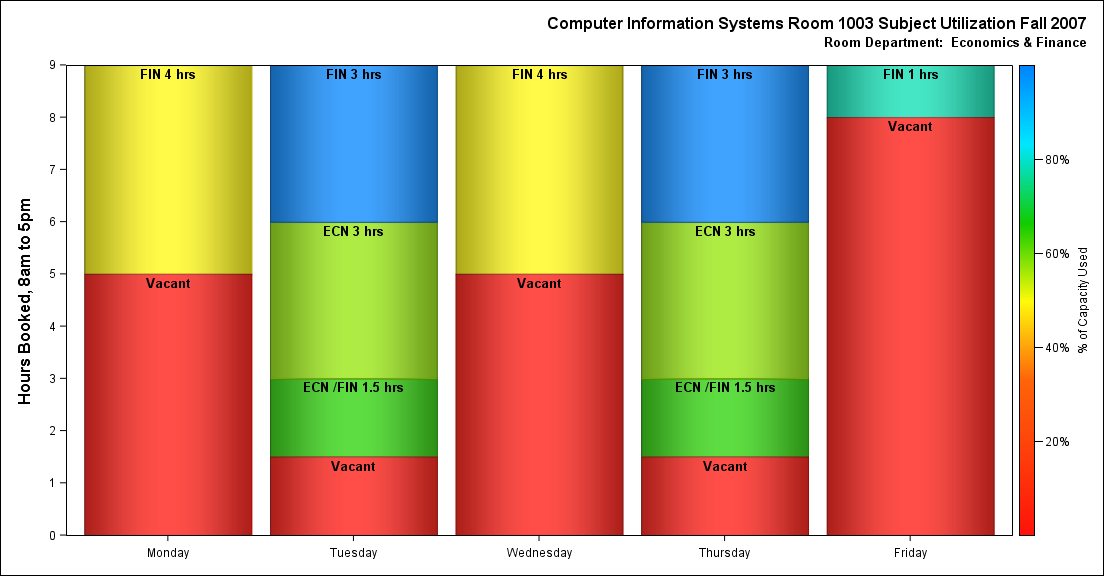 Computer Information Systems Room 1003 Subject Utilization Fall 2007
Room Department: Economics & Finance
Hours Booked, 8am to 5pm
9
8
7
6
5
4
3
2
1
0
FIN 4 hrs
Vacant
FIN 3 hrs
ECN 3 hrs
ECN /FIN 1.5 hrs
Vacant
FIN 4 hrs
Vacant
FIN 3 hrs
ECN 3 hrs
ECN /FIN 1.5 hrs
Vacant
FIN 1 hrs
Vacant
Monday
Tuesday
Wednesday
Thursday
Friday
80%
60%
40%
20%
% of Capacity Used